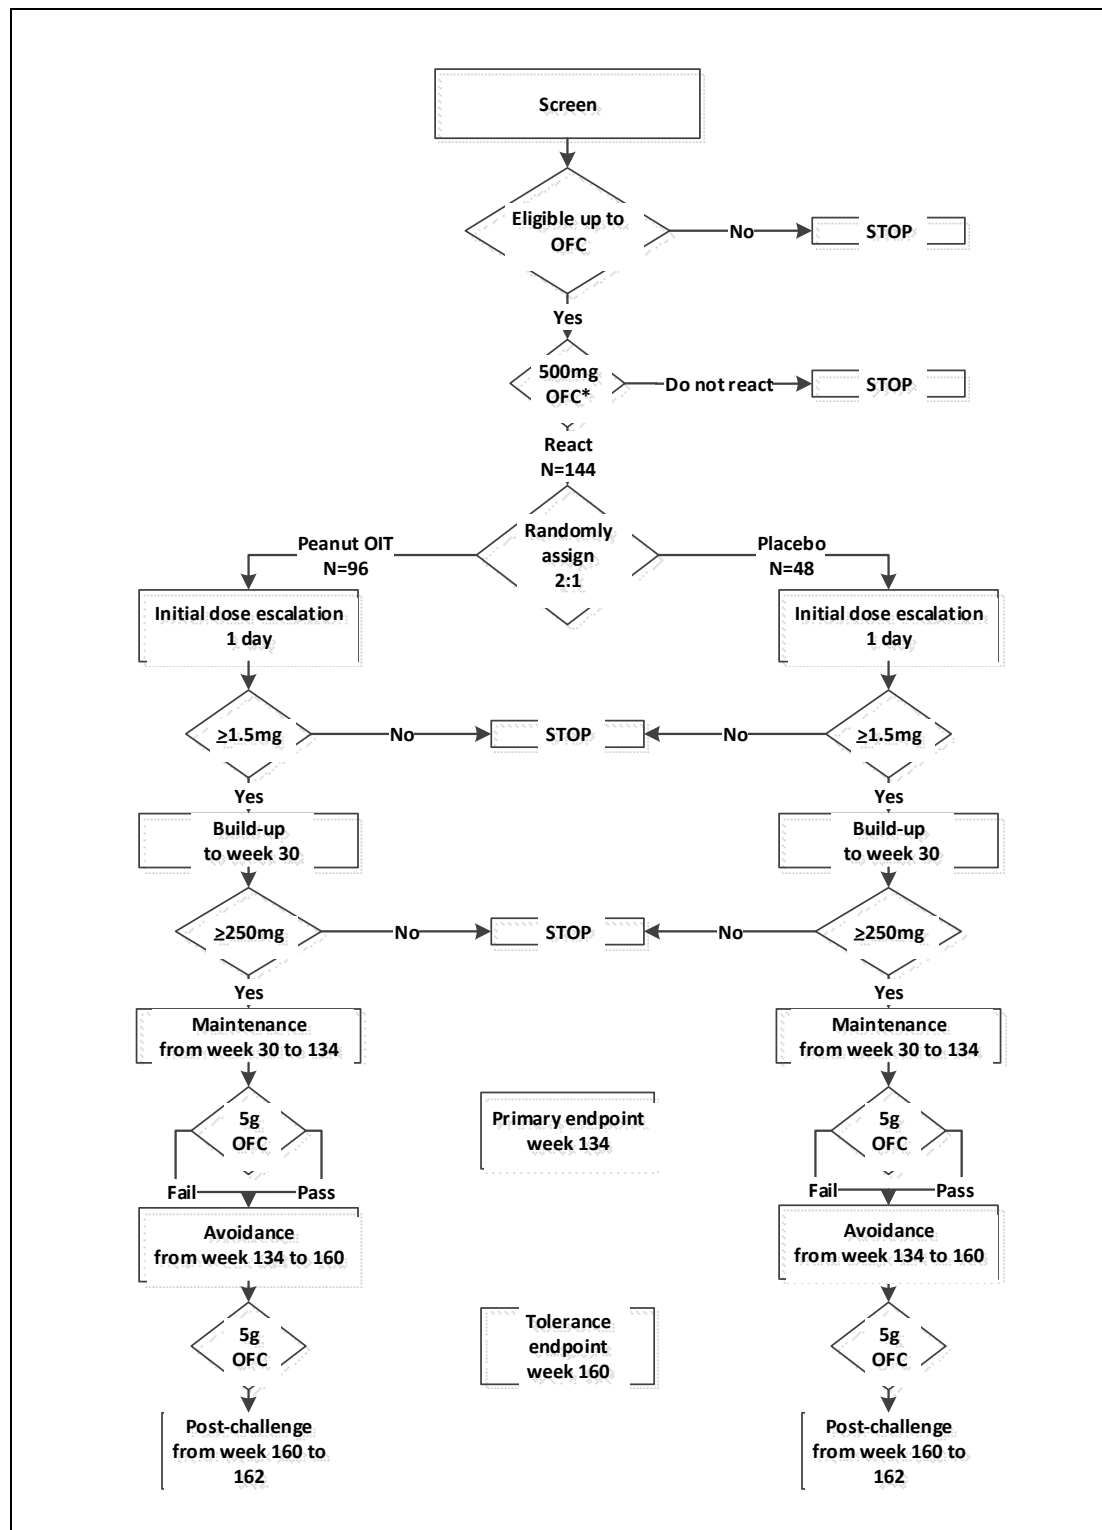 Screen
Eligible up to
OFC
No
STOP
Yes
500mg
OFC*
Do not react
STOP
React
N=144
Randomly
assign
2:1
Peanut OIT
N=96
Placebo
N=48
Initial dose escalation
1 day
Initial dose escalation
1 day
≥1.5mg
No
STOP
No
≥1.5mg
Yes
Yes
Build-up
to week 30
Build-up
to week 30
≥250mg
No
STOP
No
≥250mg
Yes
Yes
Maintenance
from week 30 to 134
Maintenance
from week 30 to 134
5g
OFC
Primary endpoint
week 134
5g
OFC
Fail
Pass
Fail
Pass
Avoidance
from week 134 to 160
Avoidance
from week 134 to 160
5g
OFC
Tolerance
endpoint
week 160
5g
OFC
Post-challenge
from week 160 to
162
Post-challenge
from week 160 to
162